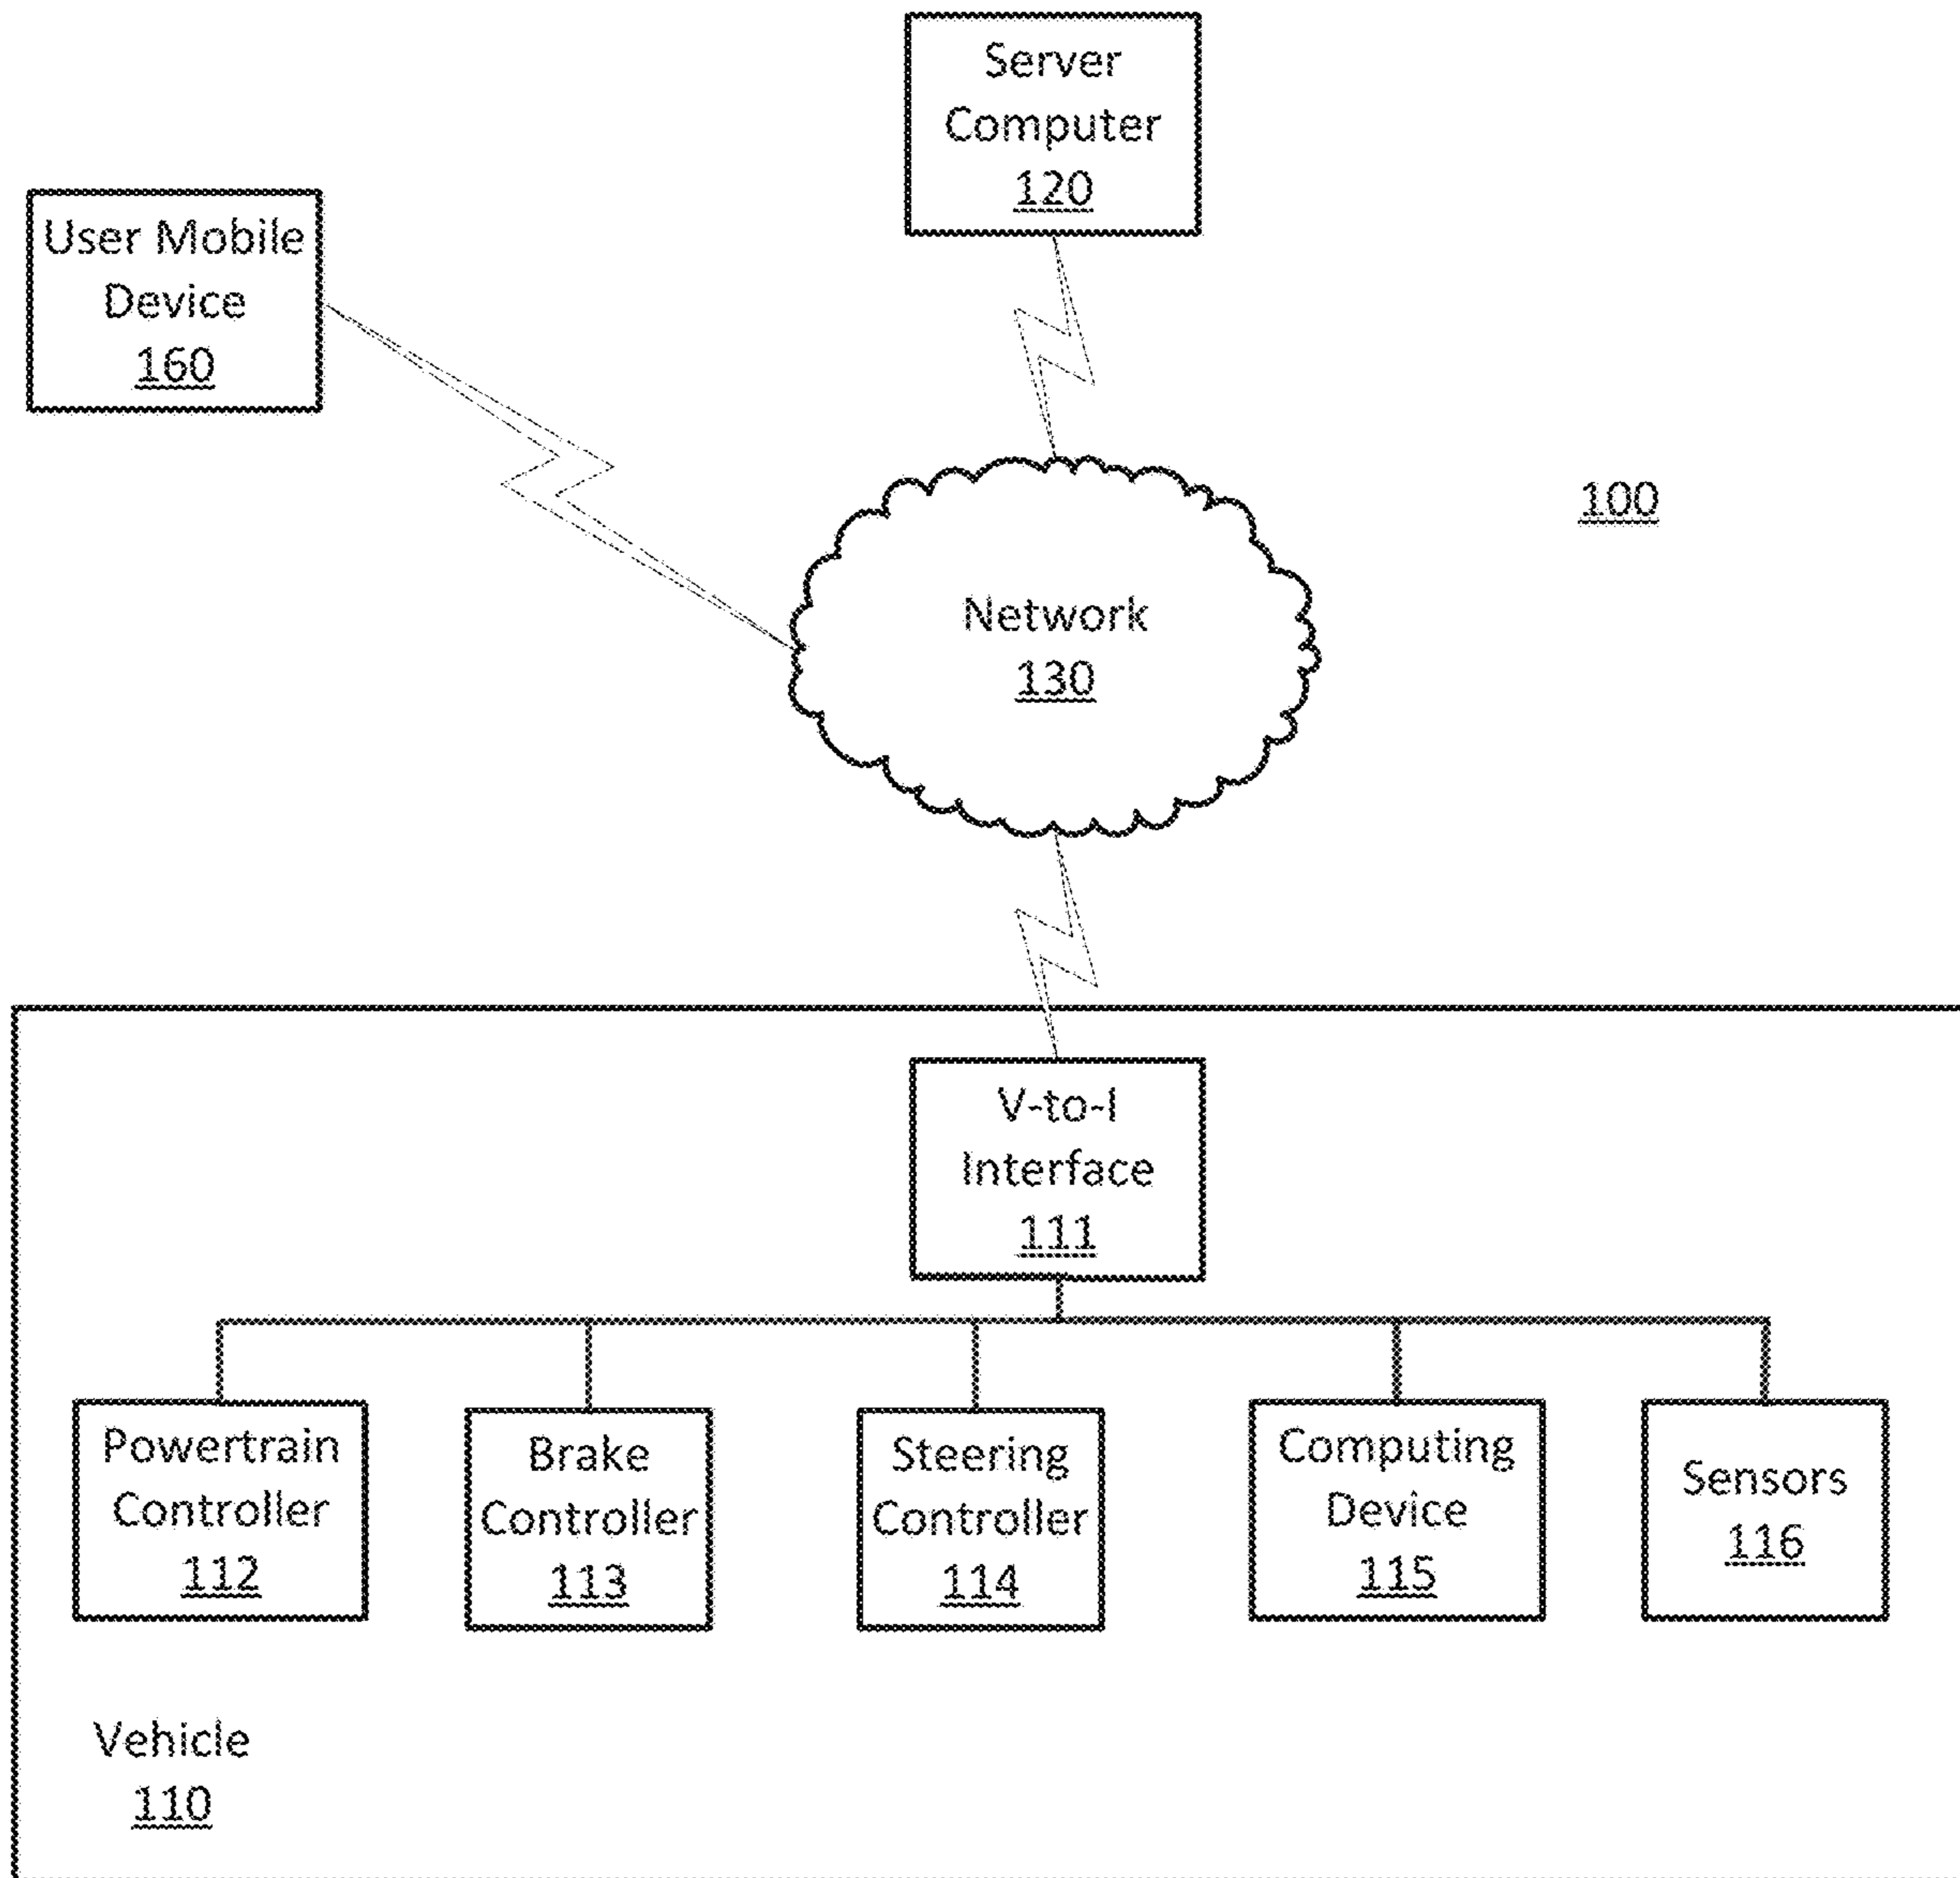 Server
Computer
120
User Mobile
Device
160
100
Network
130
V-to-I
Interface
111
Powertrain
Controller
112
Brake
Controller
113
Steering
Controller
114
Computing
Device
115
Sensors
116
Vehicle
110